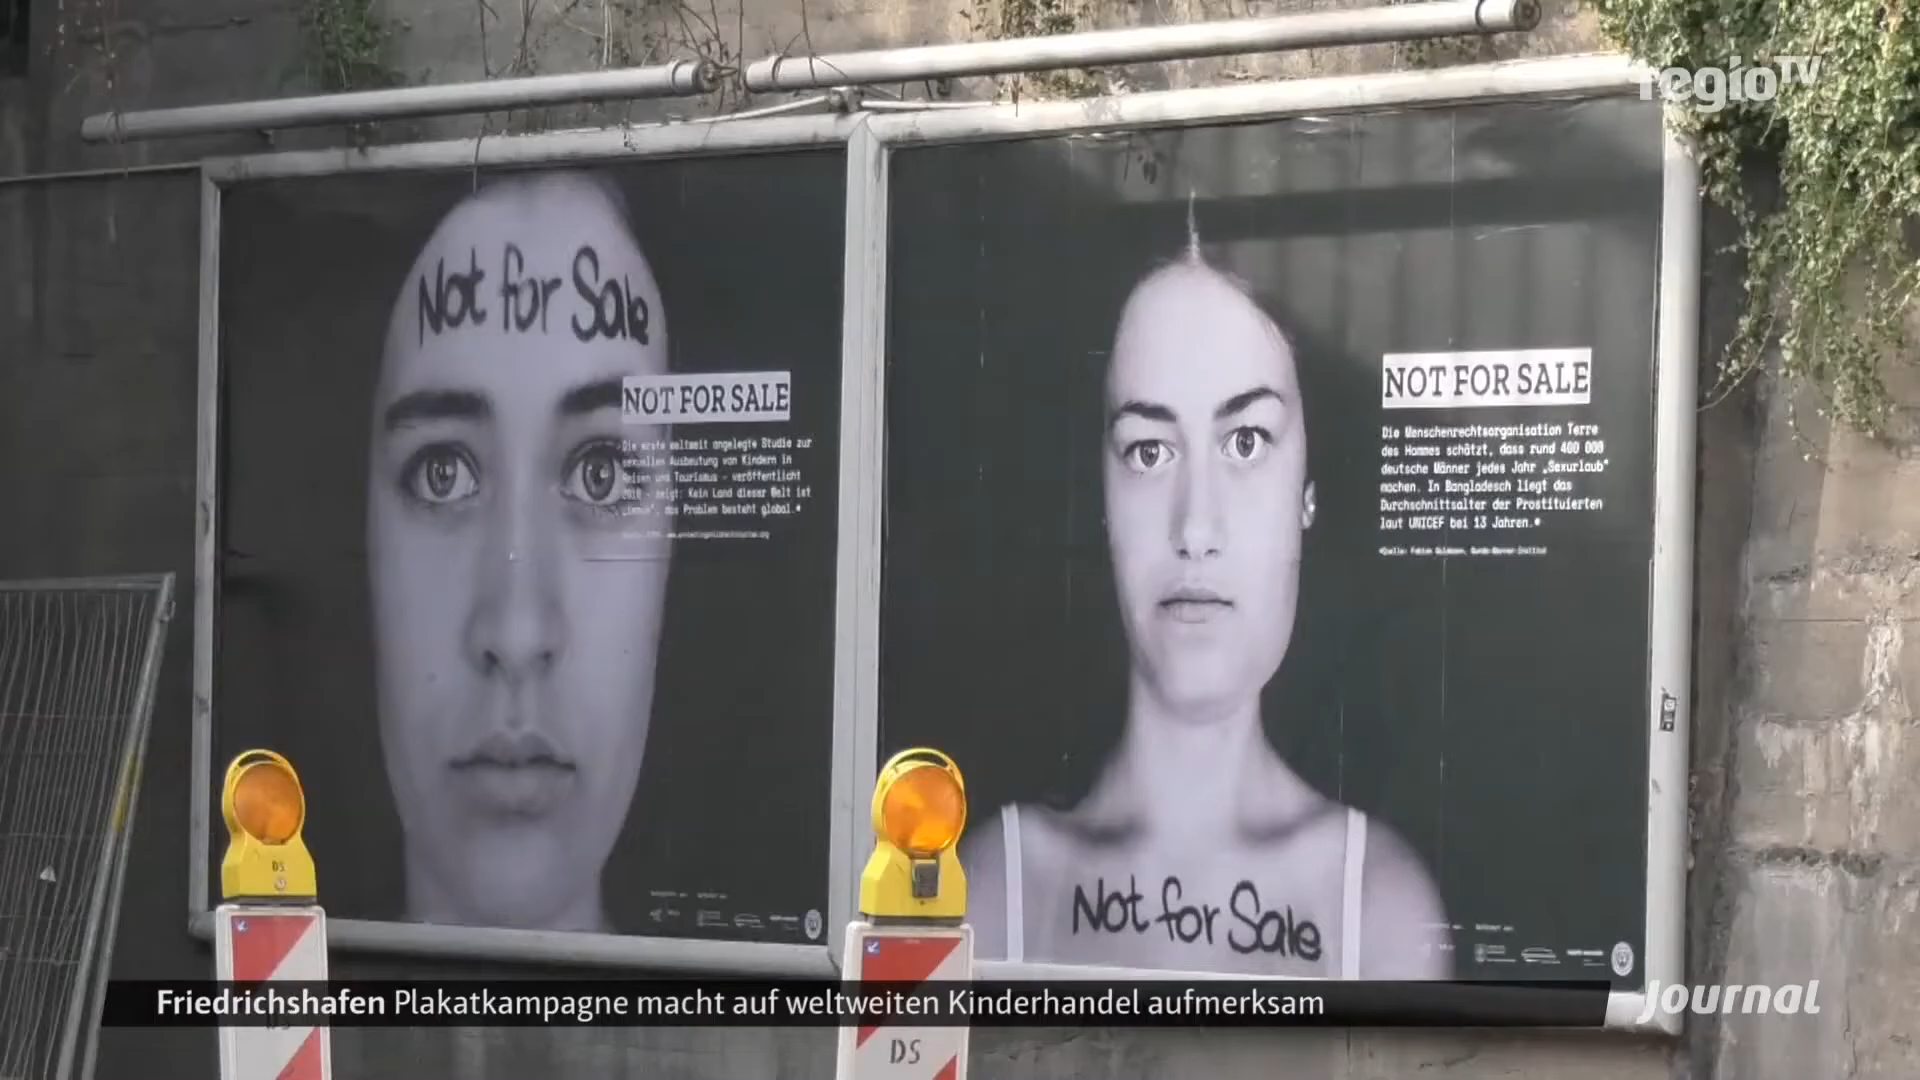 regioTV
Not for Sale
NOT FOR SALE
Die erste weltweit angelegte Studie zur
sexuellen Ausbeutung von Kindern in
Reisen und Tourismus - veröffentlicht
zeigt: Kein Land dieser Welt ist
das Problem besteht global.*
NOT FOR SALE
Die Menschenrechtsorganisation Terre
des Hommes schätzt, dass rund 400 000
deutsche Männer jedes Jahr „Sexurlaub"
machen. In Bangladesch liegt das
Durchschnittsalter der Prostituierten
laut UNICEF bei 13 Jahren.*
Not for Sale
DS
DS
Friedrichshafen Plakatkampagne macht auf weltweiten Kinderhandel aufmerksam
Journal